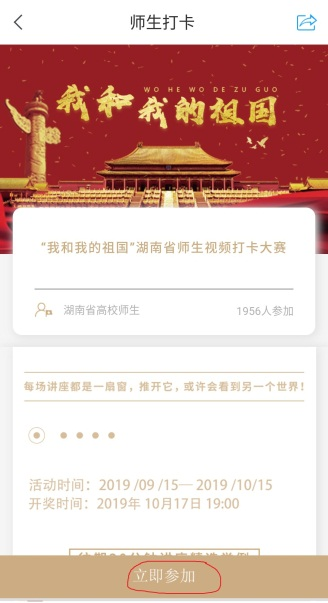 师生打卡
WO HE WO DE ZU GUO
我和我的祖国
“我和我的祖国”湖南省师生视频打卡大赛
湖南省高校师生
1956人参加
每场讲座都是一扇窗，推开它，或许会看到另一个世界！
活动时间：2019 /09 /15— 2019 /10/15
开奖时间：2019年 10月17日 19:00
立即参加